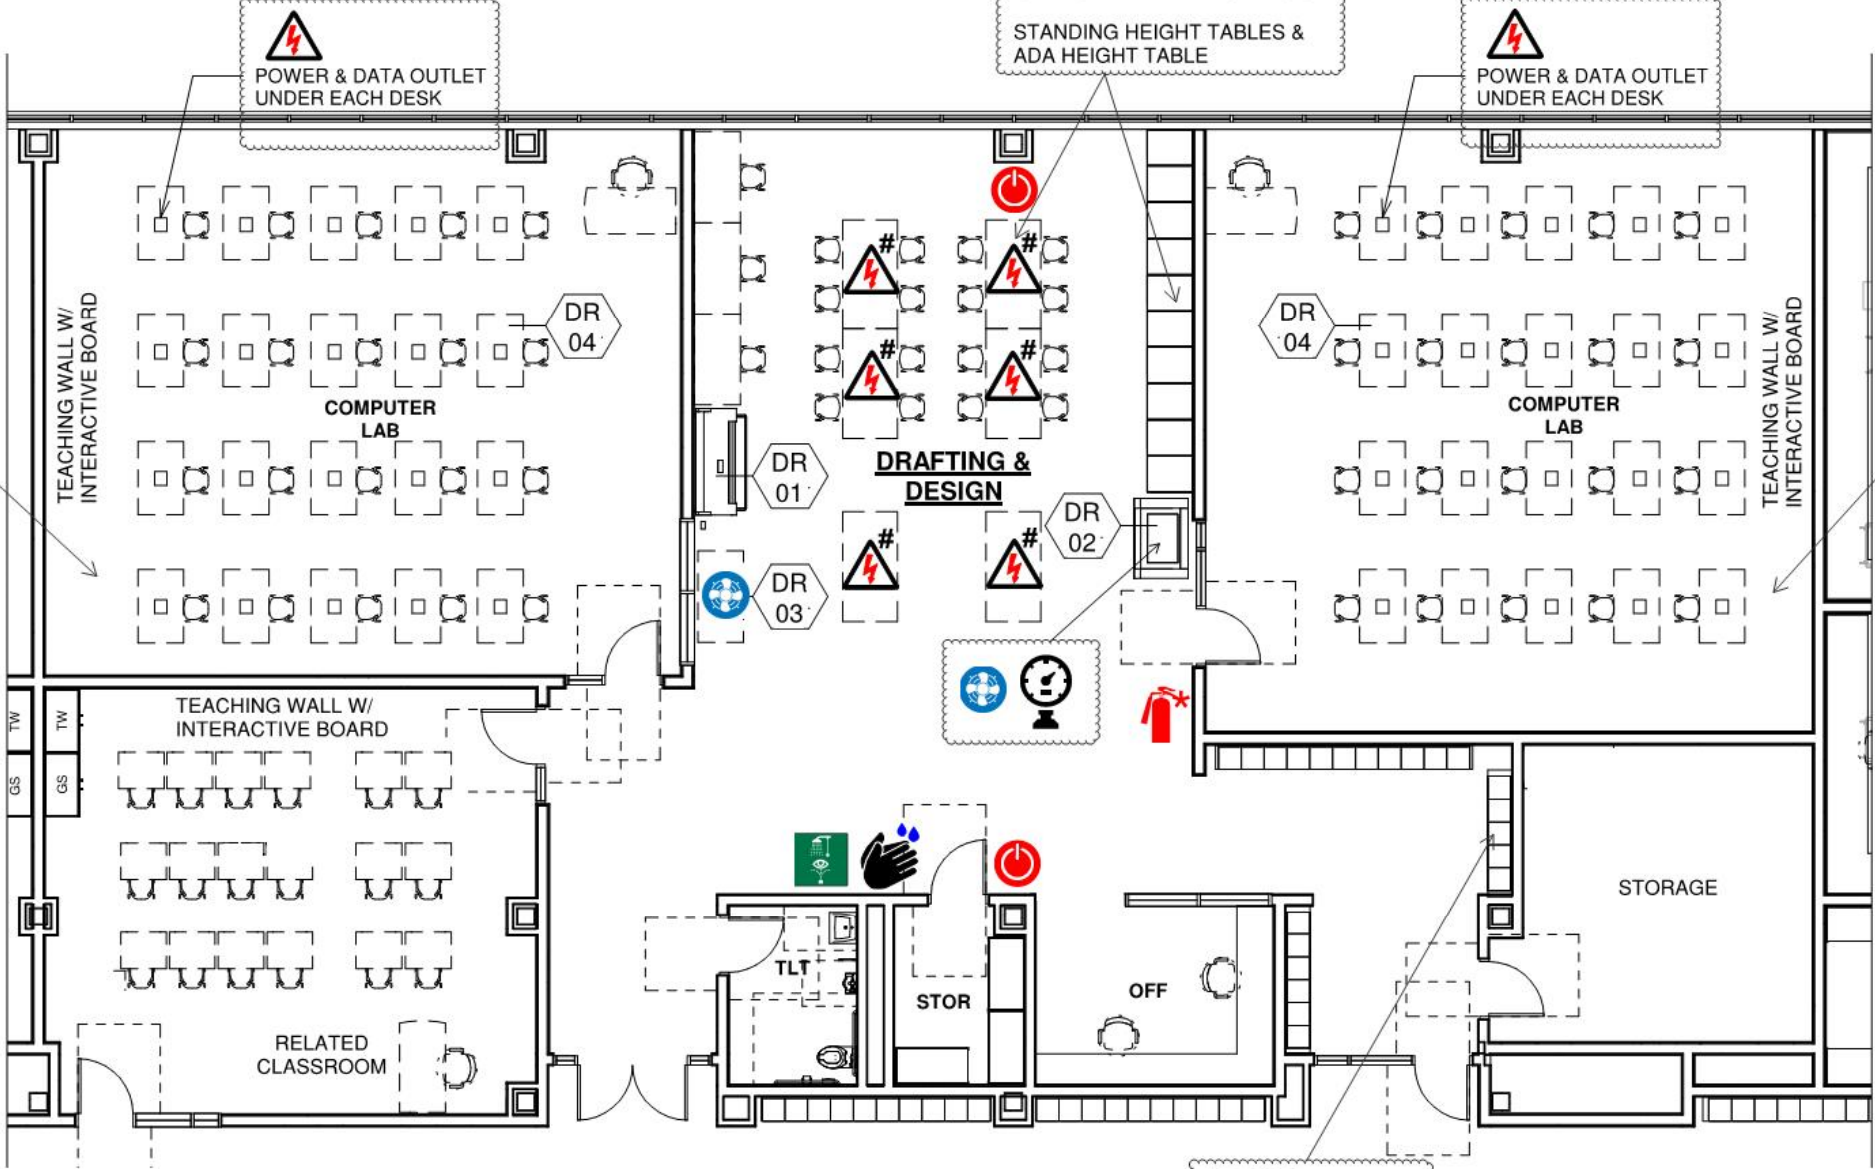 POWER & DATA OUTLET
UNDER EACH DESK
STANDING HEIGHT TABLES &
ADA HEIGHT TABLE
POWER & DATA OUTLET
UNDER EACH DESK
#
#
#
#
#
#
TEACHING WALL W/
INTERACTIVE BOARD
DR
04
COMPUTER
LAB
DR
04
COMPUTER
LAB
TEACHING WALL W/
INTERACTIVE BOARD
DR
01
DRAFTING &
DESIGN
DR
02
DR
03
TEACHING WALL W/
INTERACTIVE BOARD
TW
TW
GS
GS
*
STORAGE
TLT
STOR
OFF
RELATED
CLASSROOM